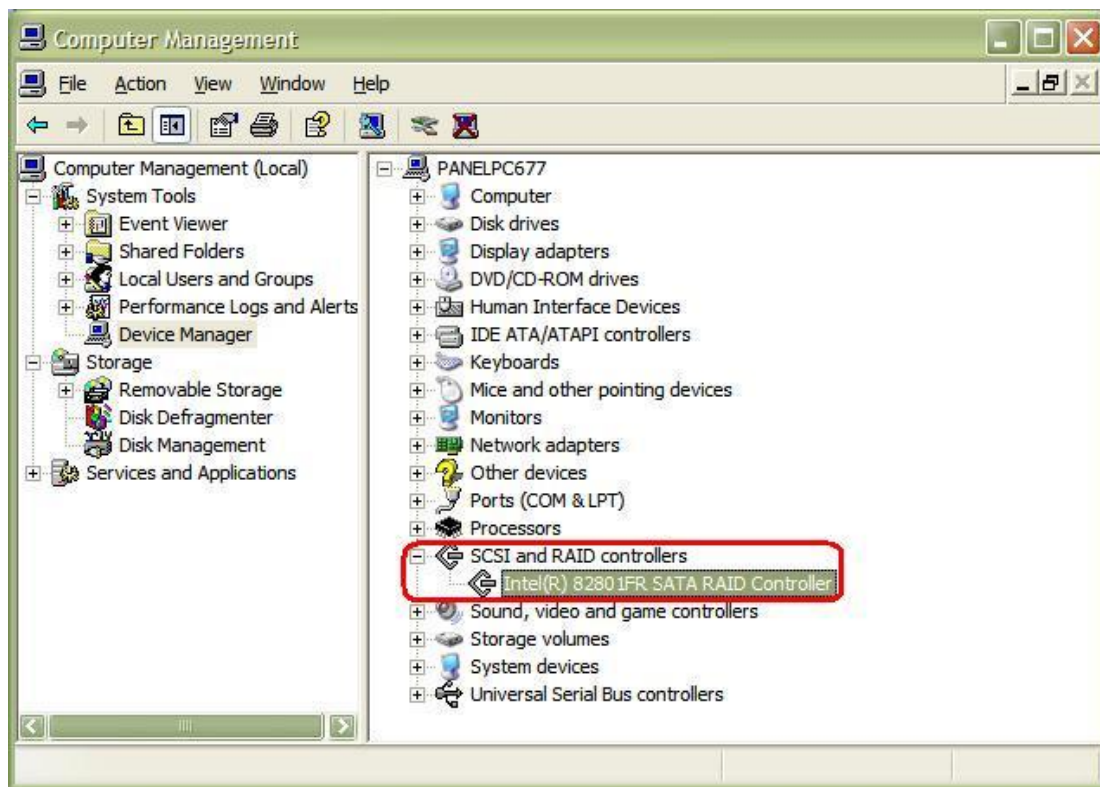 Computer Management
File Action View Window Help
Computer Management (Local)
System Tools
Event Viewer
Shared Folders
Local Users and Groups
Performance Logs and Alerts
Device Manager
Storage
Removable Storage
Disk Defragmenter
Disk Management
Services and Applications
PANELPC677
Computer
Disk drives
Display adapters
DVD/CD-ROM drives
Human Interface Devices
IDE ATA/ATAPI controllers
Keyboards
Mice and other pointing devices
Monitors
Network adapters
Other devices
Ports (COM & LPT)
Processors
SCSI and RAID controllers
Intel(R) 82801FR SATA RAID Controller
Sound, video and game controllers
Storage volumes
System devices
Universal Serial Bus controllers